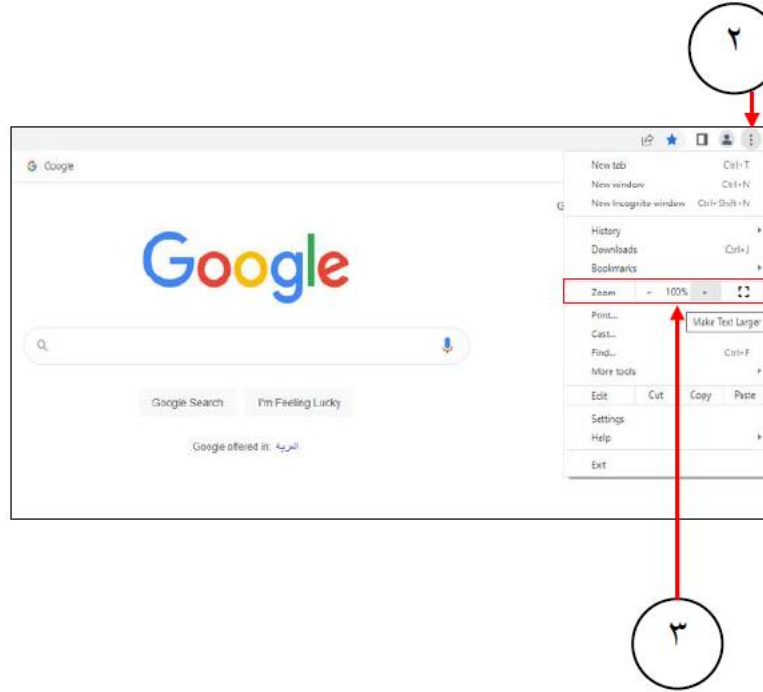 ٢
Google
New tab Ctrl+T
New window Ctrl+N
New Incognito window Ctrl+Shift+N
G
History
Downloads Ctrl+J
Bookmarks
Google
Zoom - 100% +
Make Text Larger
Print...
Cast...
Find... Ctrl+F
More tools
Edit Cut Copy Paste
Google Search I'm Feeling Lucky
Settings
Help
Google offered in: العربية
Exit
٣